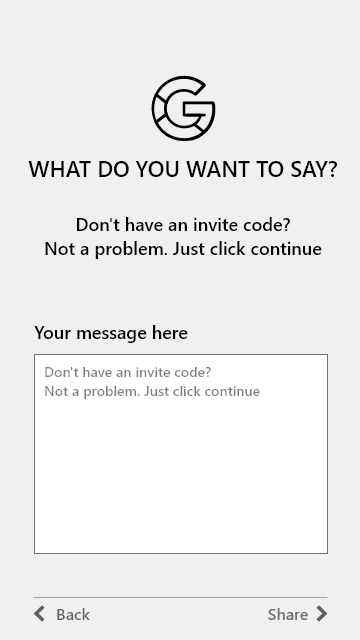 WHAT DO YOU WANT TO SAY?
Don't have an invite code?
Not a problem. Just click continue
Your message here
Don't have an invite code?
Not a problem. Just click continue
Back
Share